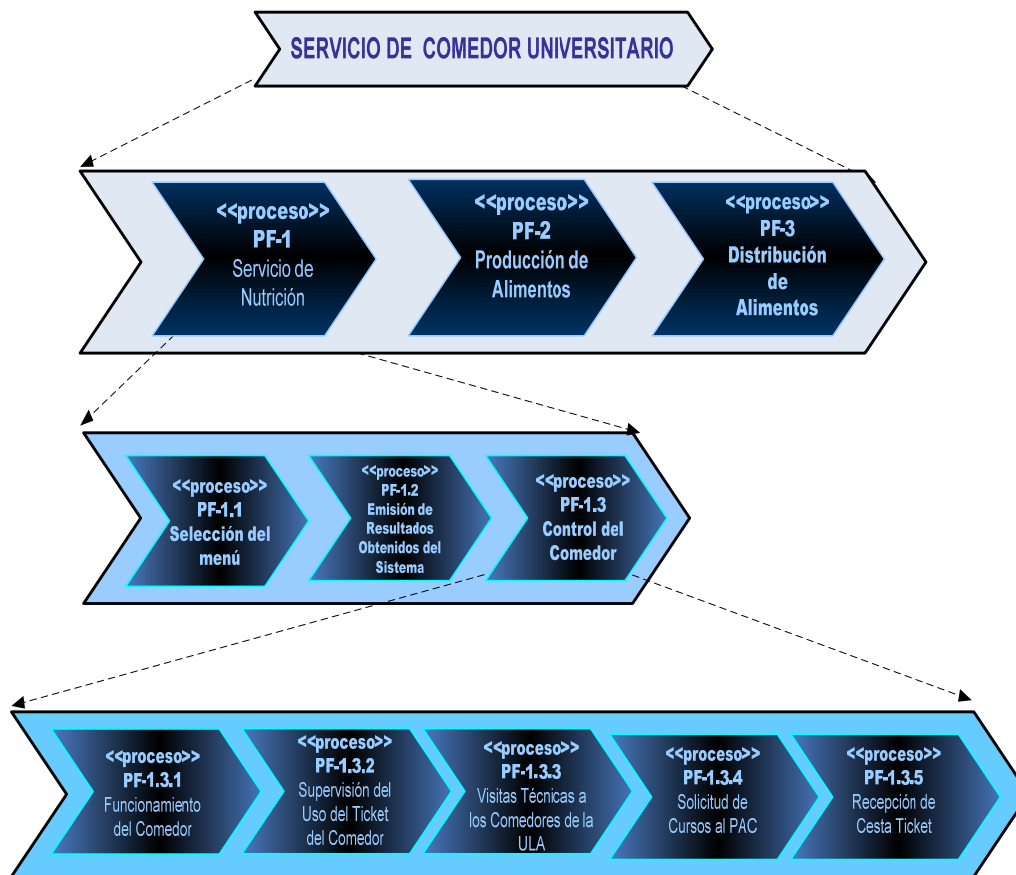 SERVICIO DE COMEDOR UNIVERSITARIO
<<proceso>>
PF-1
Servicio de
Nutrición
<<proceso>>
PF-2
Producción de
Alimentos
<<proceso>>
PF-3
Distribución
de
Alimentos
<<proceso>>
PF-1.1
Selección del
menú
<<proceso>>
PF-1.2
Emisión de
Resultados
Obtenidos del
Sistema
<<proceso>>
PF-1.3
Control del
Comedor
<<proceso>>
PF-1.3.1
Funcionamiento
del Comedor
<<proceso>>
PF-1.3.2
Supervisión del
Uso del Ticket
del Comedor
<<proceso>>
PF-1.3.3
Visitas Técnicas a
los Comedores de la
ULA
<<proceso>>
PF-1.3.4
Solicitud de
Cursos al PAC
<<proceso>>
PF-1.3.5
Recepción de
Cesta Ticket